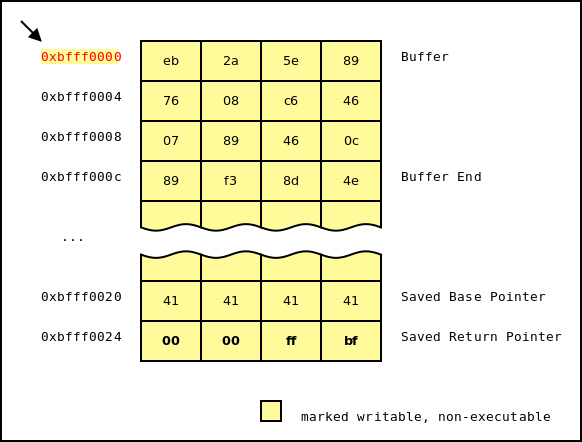 0xbfff0000 eb 2a 5e 89 Buffer
0xbfff0004 76 08 c6 46
0xbfff0008 07 89 46 0c
0xbfff000c 89 f3 8d 4e Buffer End
...
0xbfff0020 41 41 41 41 Saved Base Pointer
0xbfff0024 00 00 ff bf Saved Return Pointer
marked writable, non-executable